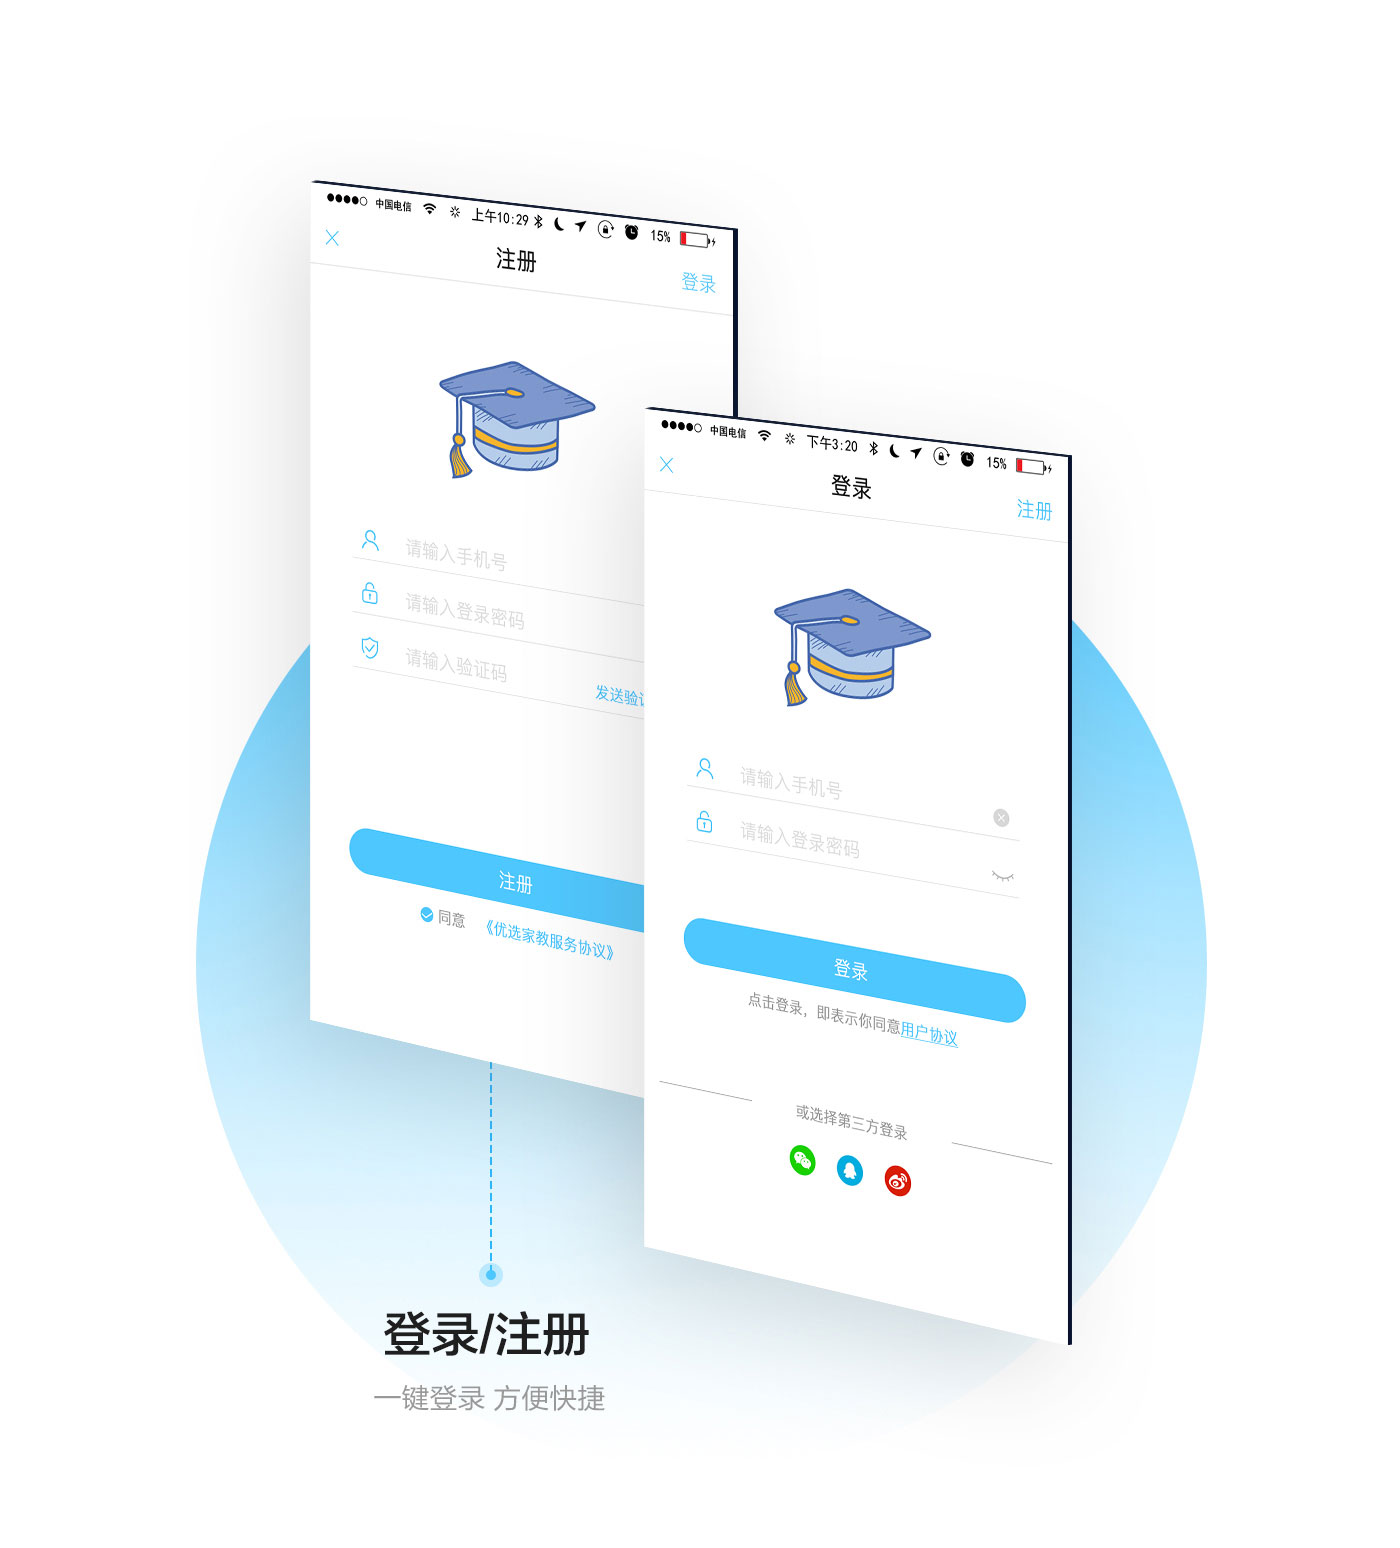 中国电信 上午10:29 15%
注册
登录
请输入手机号
请输入登录密码
请输入验证码
发送验
注册
同意 《优选家教服务协议》
中国电信 下午3:20 15%
登录
注册
请输入手机号
请输入登录密码
登录
点击登录，即表示你同意用户协议
或选择第三方登录
登录/注册
一键登录 方便快捷